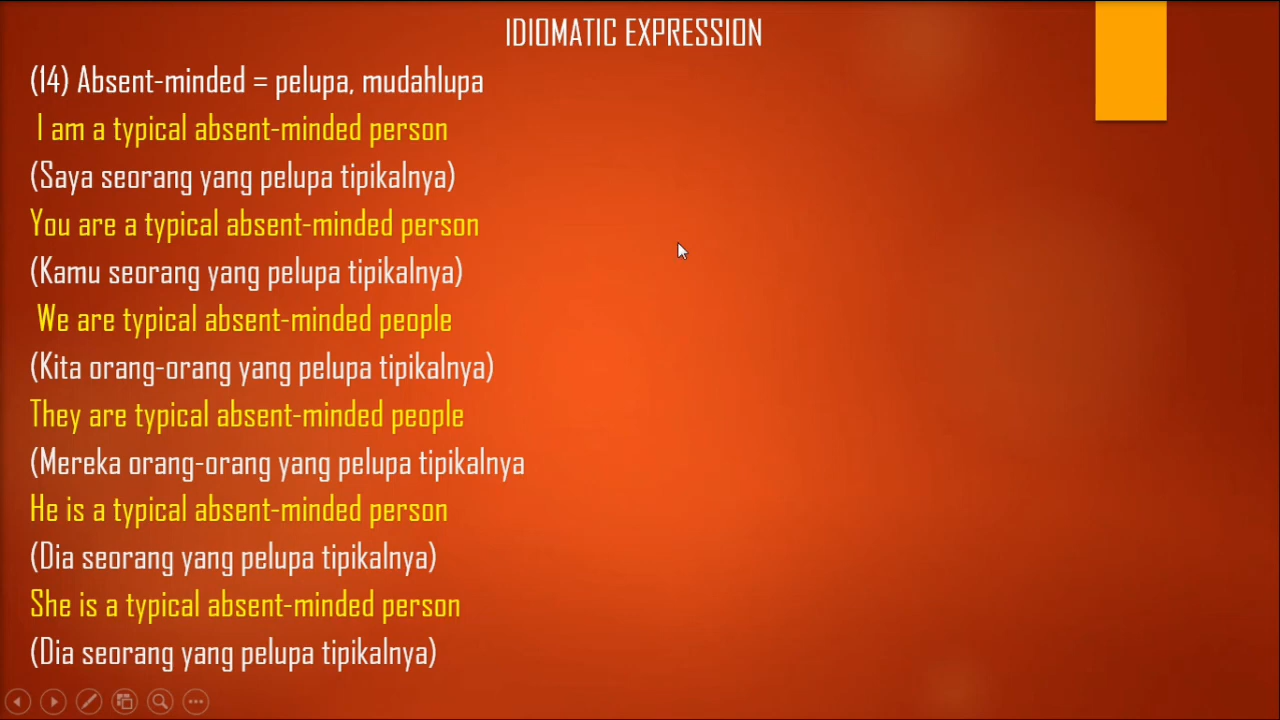 IDIOMATIC EXPRESSION
(14) Absent-minded = pelupa, mudahlupa
I am a typical absent-minded person
(Saya seorang yang pelupa tipikalnya)
You are a typical absent-minded person
(Kamu seorang yang pelupa tipikalnya)
We are typical absent-minded people
(Kita orang-orang yang pelupa tipikalnya)
They are typical absent-minded people
(Mereka orang-orang yang pelupa tipikalnya
He is a typical absent-minded person
(Dia seorang yang pelupa tipikalnya)
She is a typical absent-minded person
(Dia seorang yang pelupa tipikalnya)